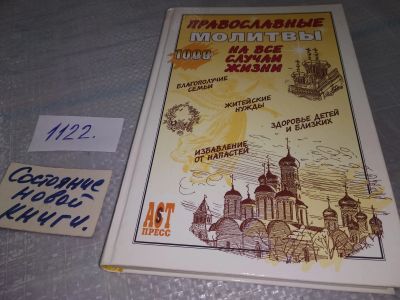 ПРАВОСЛАВНЫЕ
МОЛИТВЫ
1000
НА ВСЕ
СЛУЧАИ
ЖИЗНИ
БЛАГОПОЛУЧИЕ
СЕМЬИ
ЖИТЕЙСКИЕ
НУЖДЫ
ЗДОРОВЬЕ ДЕТЕЙ
И БЛИЗКИХ
ИЗБАВЛЕНИЕ
ОТ НАПАСТЕЙ
АСТ
ПРЕСС
1122.
Состояние
новой
книги.